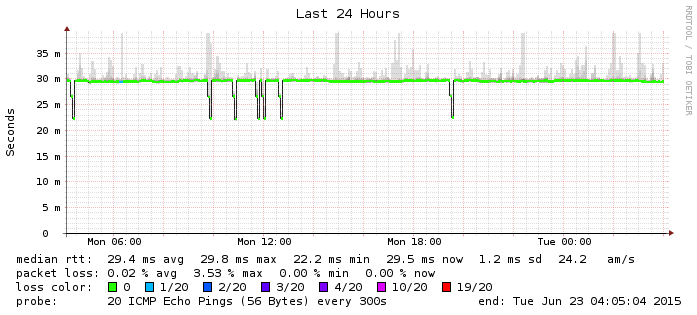 Last 24 Hours
RRDTOOL / TOBI OETIKER
Seconds
35 m
30 m
25 m
20 m
15 m
10 m
5 m
0
Mon 06:00 Mon 12:00 Mon 18:00 Tue 00:00
median rtt: 29.4 ms avg 29.8 ms max 22.2 ms min 29.5 ms now 1.2 ms sd 24.2 am/s
packet loss: 0.02 % avg 3.53 % max 0.00 % min 0.00 % now
loss color: 0 1/20 2/20 3/20 4/20 10/20 19/20
probe: 20 ICMP Echo Pings (56 Bytes) every 300s end: Tue Jun 23 04:05:04 2015